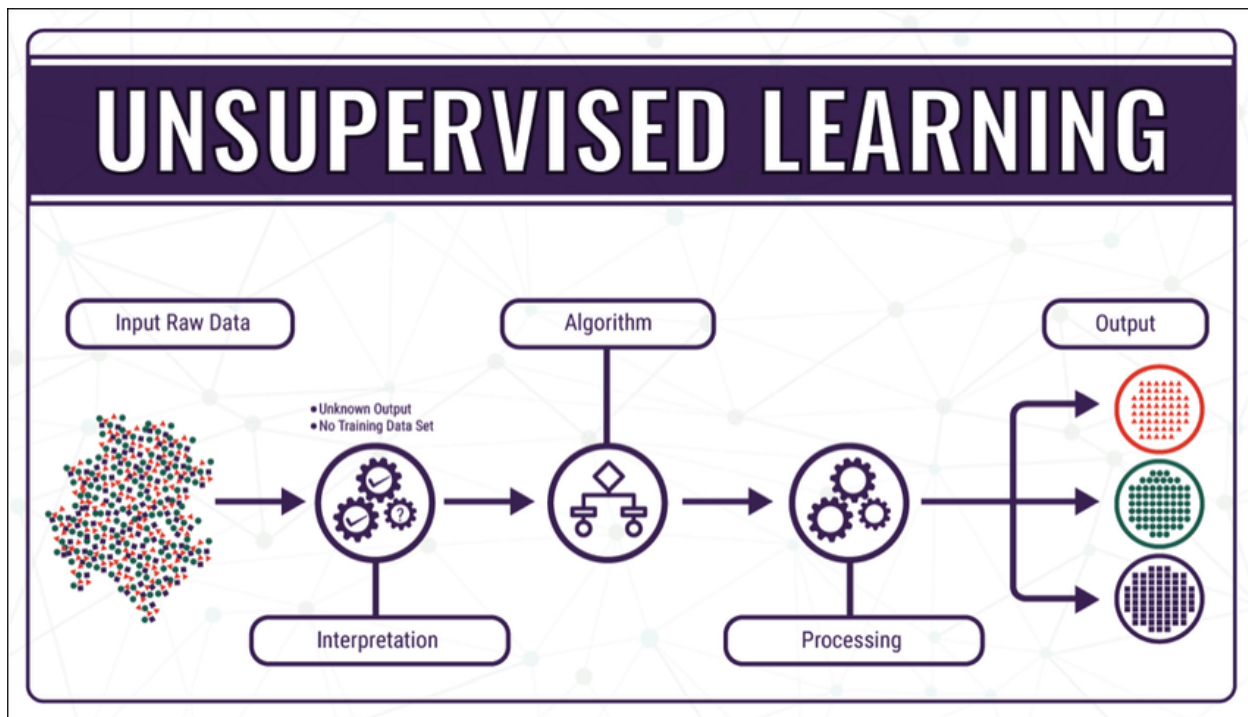 UNSUPERVISED LEARNING
Input Raw Data
Algorithm
Output
• Unknown Output
• No Training Data Set
?
Interpretation
Processing